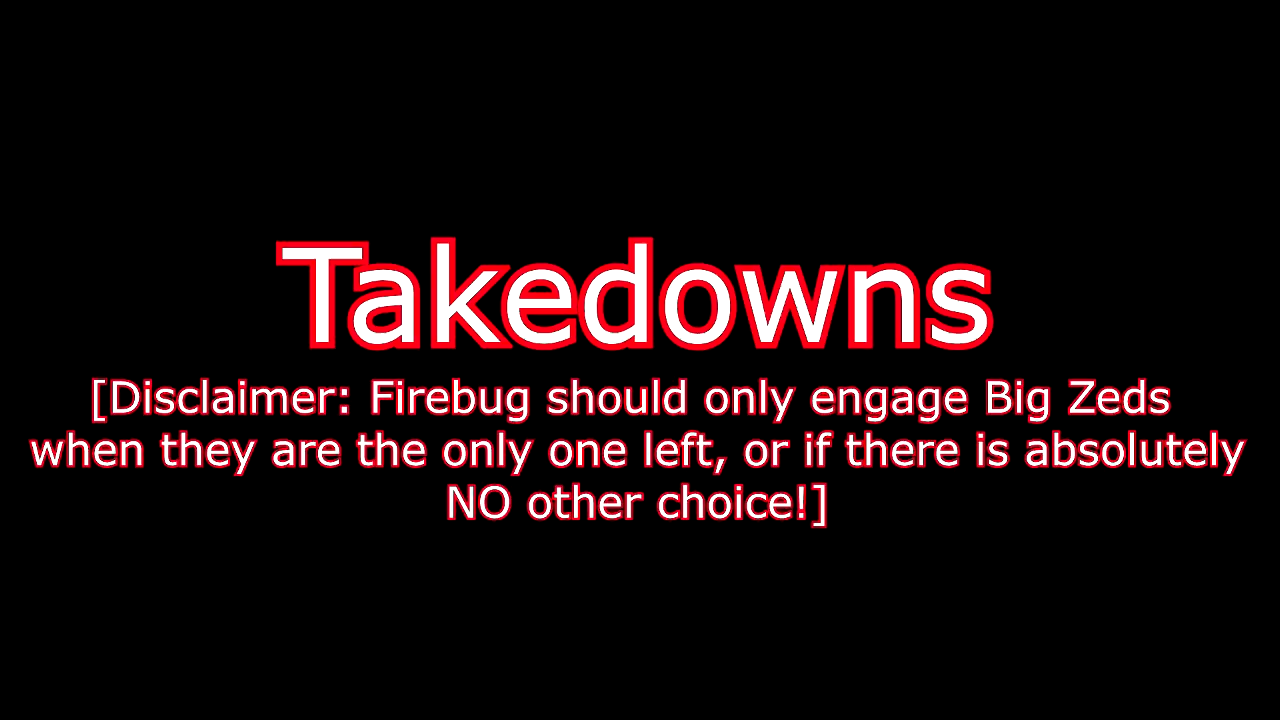 Takedowns
[Disclaimer: Firebug should only engage Big Zeds
when they are the only one left, or if there is absolutely
NO other choice!]